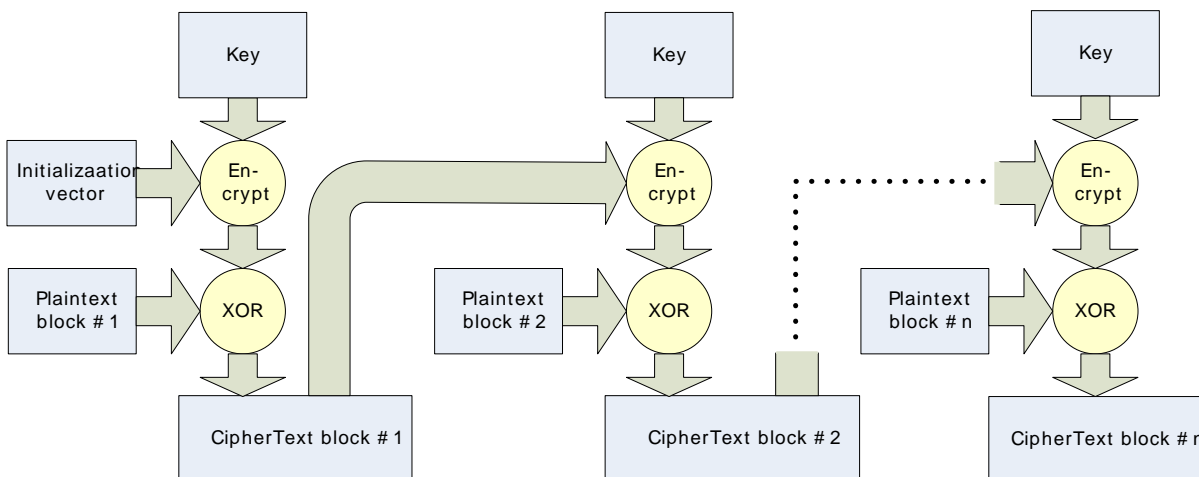 Key
Key
Key
Initializaation
vector
En-
crypt
En-
crypt
En-
crypt
Plaintext
block # 1
XOR
Plaintext
block # 2
XOR
Plaintext
block # n
XOR
CipherText block # 1
CipherText block # 2
CipherText block # n